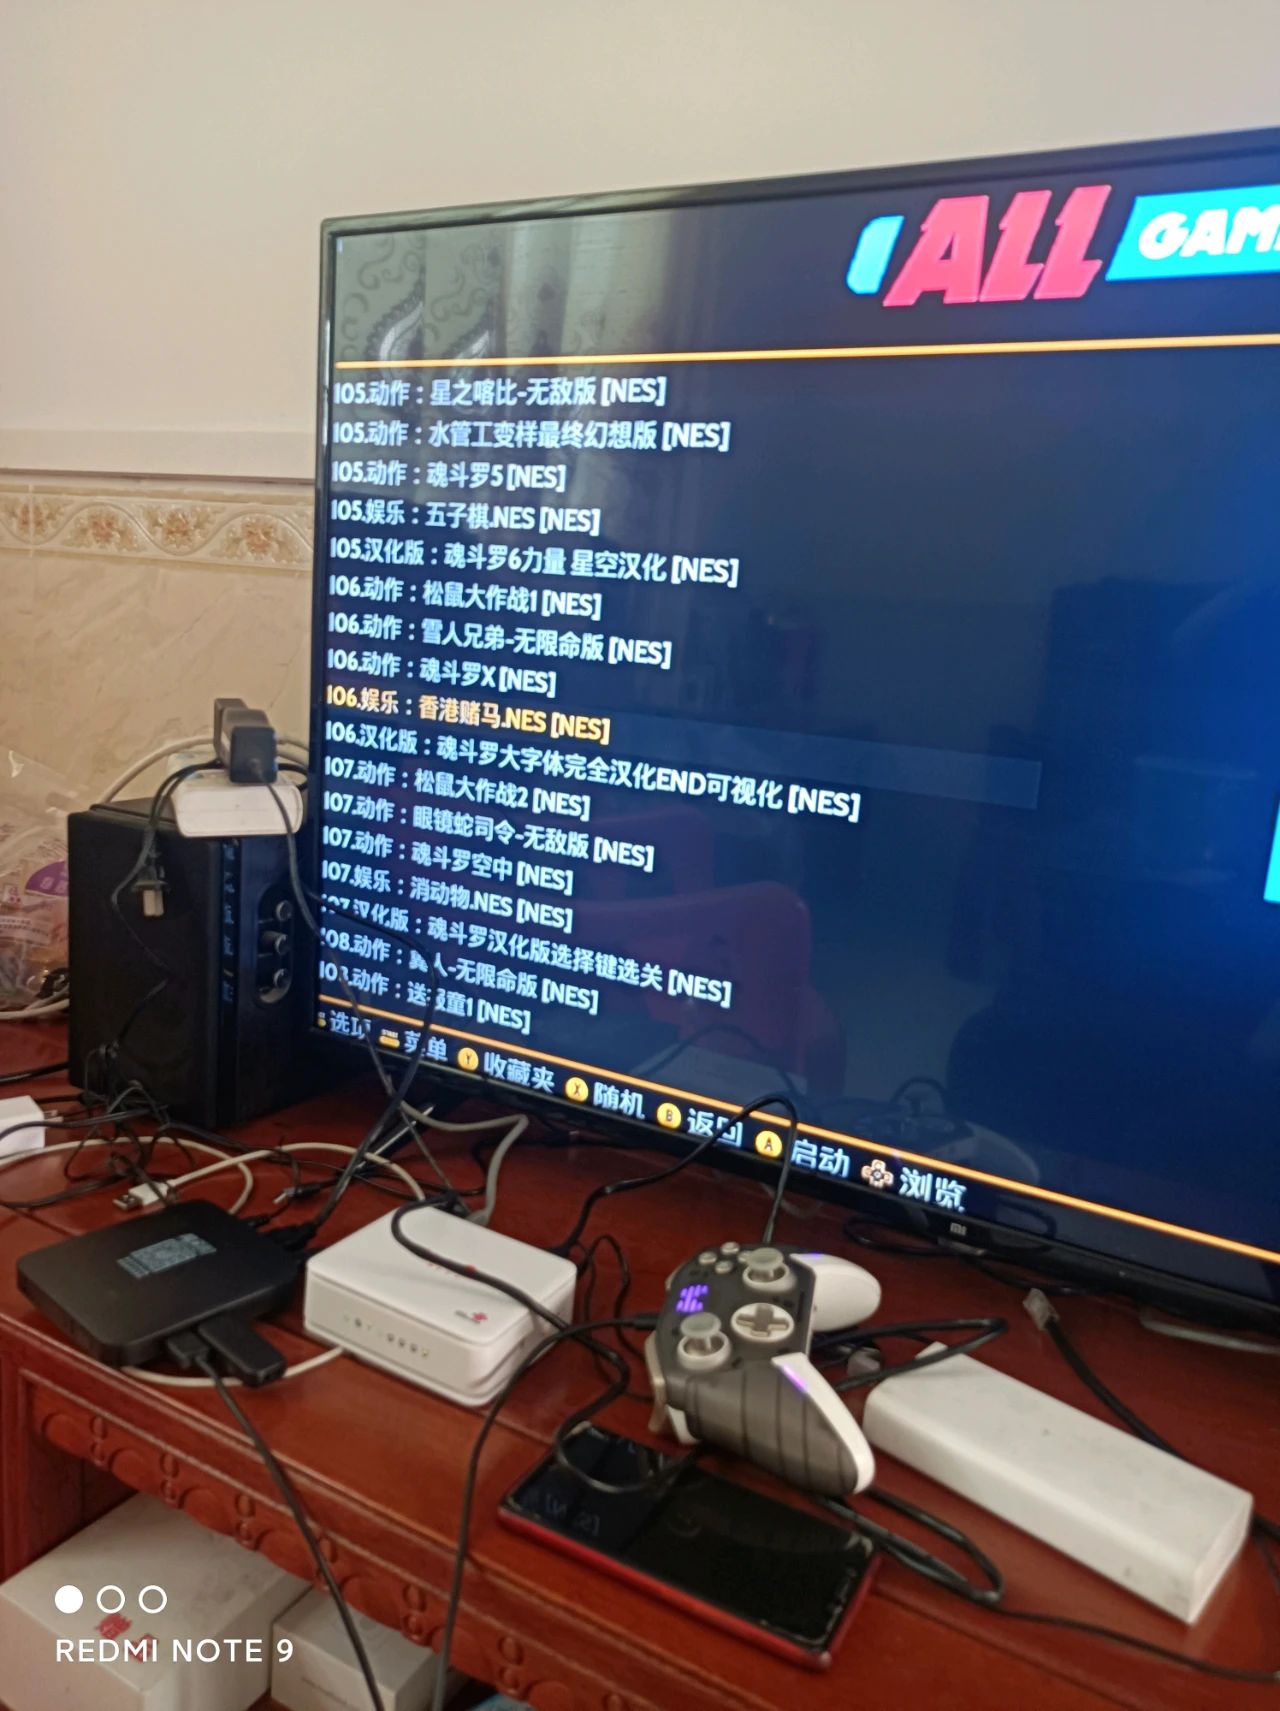 ALL GAM
105.动作：星之喀比-无敌版 [NES]
105.动作：水管工变样最终幻想版 [NES]
105.动作：魂斗罗5 [NES]
105.娱乐：五子棋.NES [NES]
105.汉化版：魂斗罗6力量 星空汉化 [NES]
106.动作：松鼠大作战1 [NES]
106.动作：雪人兄弟-无限命版 [NES]
106.动作：魂斗罗X [NES]
106.娱乐：香港赌马.NES [NES]
106.汉化版：魂斗罗大字体完全汉化END可视化 [NES]
107.动作：松鼠大作战2 [NES]
107.动作：眼镜蛇司令-无敌版 [NES]
107.动作：魂斗罗空中 [NES]
107.娱乐：消动物.NES [NES]
107.汉化版：魂斗罗汉化版选择键选关 [NES]
108.动作：人-无限命版 [NES]
108.动作：送报童1 [NES]
选项 START 菜单 Y 收藏夹 X 随机 B 返回 A 启动 浏览
mi
REDMI NOTE 9